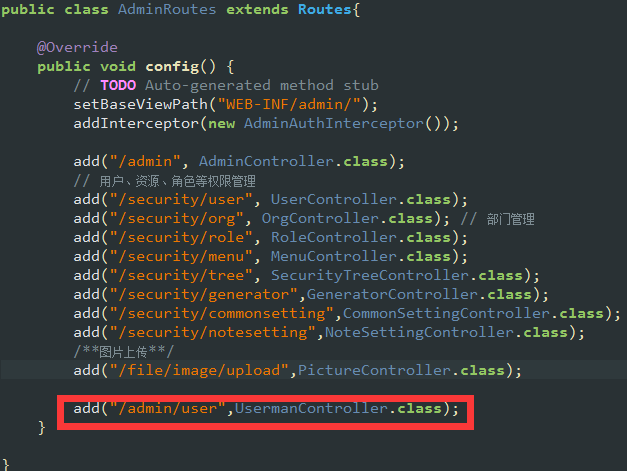 public class AdminRoutes extends Routes{
@Override
public void config() {
// TODO Auto-generated method stub
setBaseViewPath("WEB-INF/admin/");
addInterceptor(new AdminAuthInterceptor());
add("/admin", AdminController.class);
// 用户、资源、角色等权限管理
add("/security/user", UserController.class);
add("/security/org", OrgController.class); // 部门管理
add("/security/role", RoleController.class);
add("/security/menu", MenuController.class);
add("/security/tree", SecurityTreeController.class);
add("/security/generator",GeneratorController.class);
add("/security/commonsetting",CommonSettingController.class);
add("/security/notesetting",NoteSettingController.class);
/**图片上传**/
add("/file/image/upload",PictureController.class);
add("/admin/user",UsermanController.class);
}
}